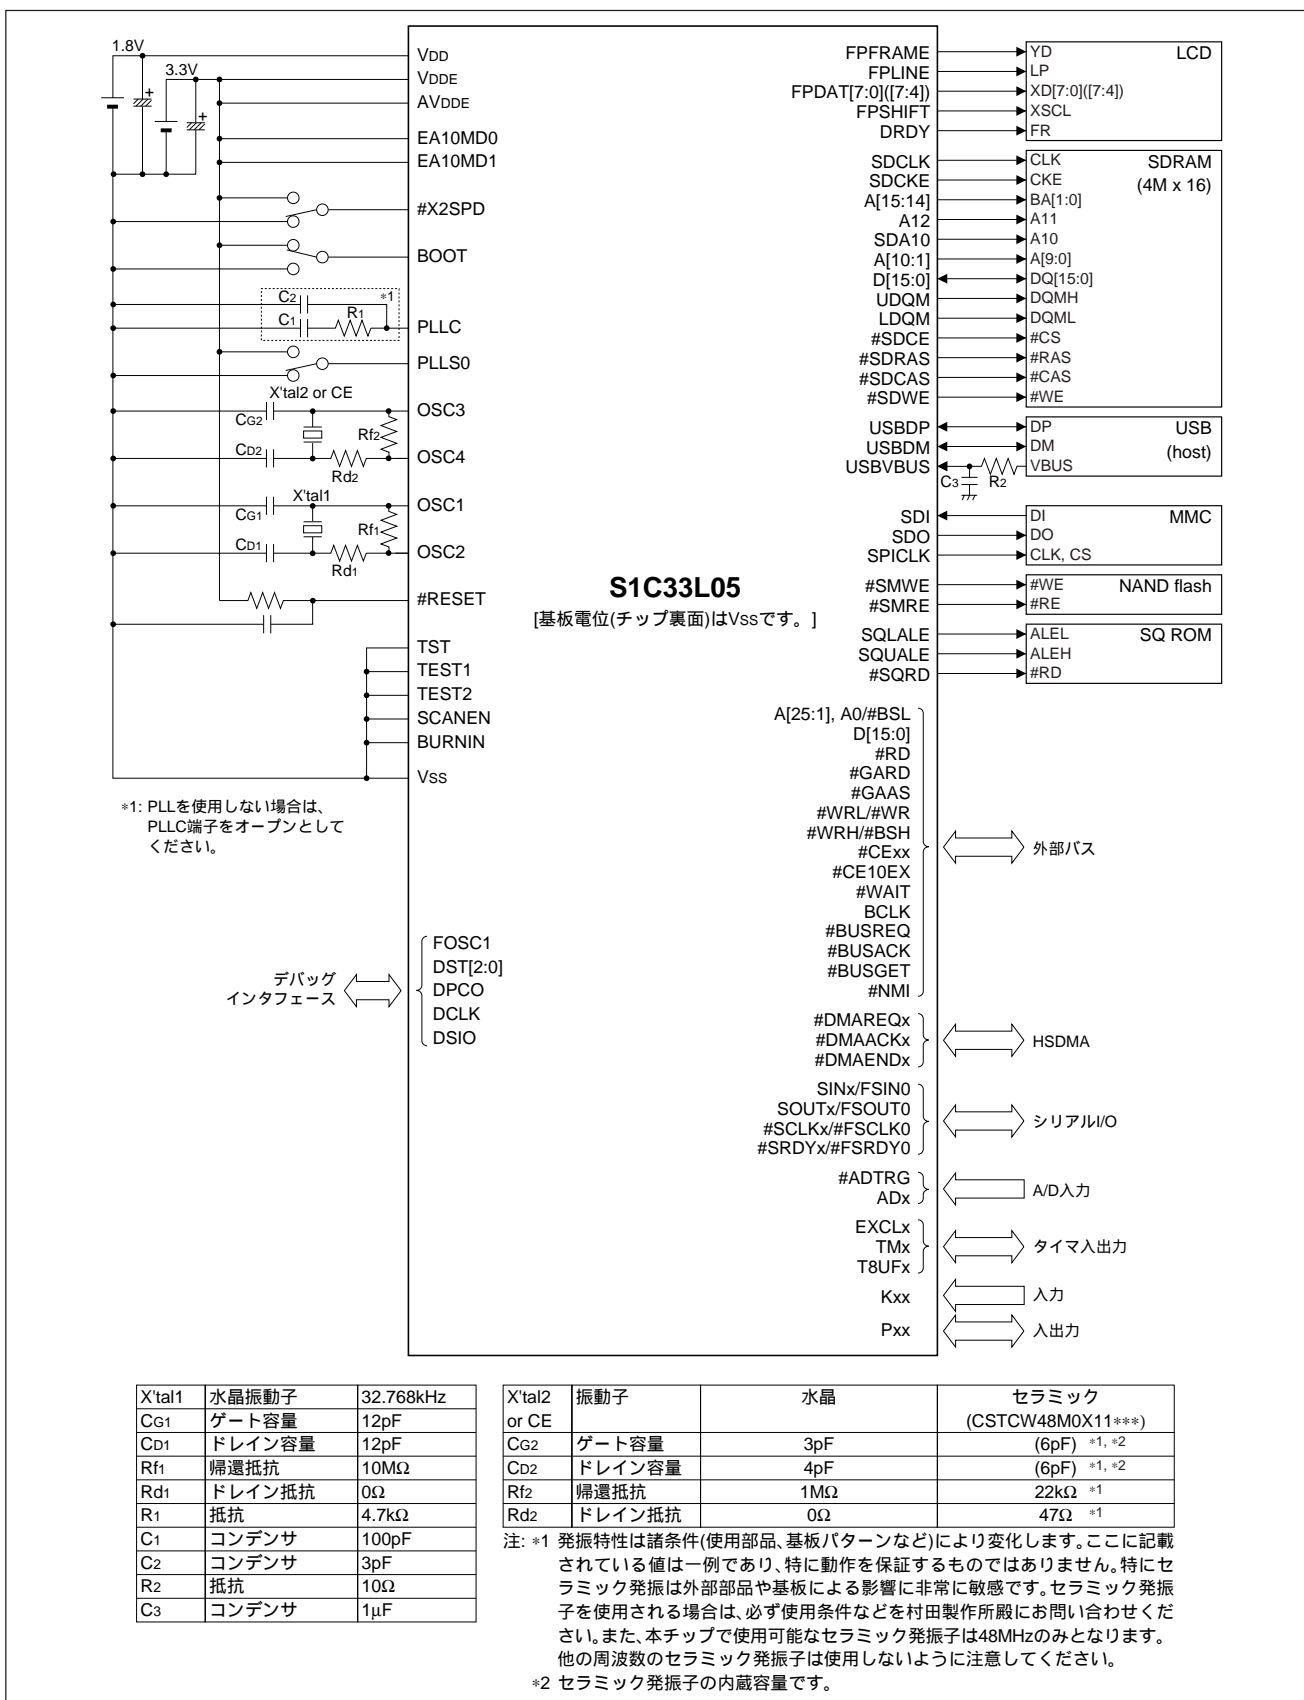 1.8V
3.3V
VDD
VDDE
AVDDE
EA10MD0
EA10MD1
#X2SPD
BOOT
C2
*1
C1
R1
PLLC
PLLS0
X'tal2 or CE
OSC3
CG2
Rf2
CD2
Rd2
OSC4
X'tal1
OSC1
CG1
Rf1
CD1
Rd1
OSC2
#RESET
TST
TEST1
TEST2
SCANEN
BURNIN
Vss
*1: PLLを使用しない場合は、
PLLC端子をオープンとして
ください。
デバッグ
インタフェース
FOSC1
DST[2:0]
DPCO
DCLK
DSIO
S1C33L05
[基板電位(チップ裏面)はVssです。]
FPFRAME YD LCD
FPLINE LP
FPDAT[7:0]([7:4]) XD[7:0]([7:4])
FPSHIFT XSCL
DRDY FR
SDCLK CLK SDRAM
SDCKE CKE (4M x 16)
A[15:14] BA[1:0]
A12 A11
SDA10 A10
A[10:1] A[9:0]
D[15:0] DQ[15:0]
UDQM DQMH
LDQM DQML
#SDCE #CS
#SDRAS #RAS
#SDCAS #CAS
#SDWE #WE
USBDP DP USB
USBDM DM (host)
USBVBUS VBUS
C3 R2
SDI DI MMC
SDO DO
SPICLK CLK, CS
#SMWE #WE NAND flash
#SMRE #RE
SQLALE ALEL SQ ROM
SQUALE ALEH
#SQRD #RD
A[25:1], A0/#BSL
D[15:0]
#RD
#GARD
#GAAS
#WRL/#WR
#WRH/#BSH
#CExx
#CE10EX
#WAIT
BCLK
#BUSREQ
#BUSACK
#BUSGET
#NMI
外部バス
#DMAREQx
#DMAACKx
#DMAENDx
HSDMA
SINx/FSIN0
SOUTx/FSOUT0
#SCLKx/#FSCLK0
#SRDYx/#FSRDY0
シリアルI/O
#ADTRG
ADx
A/D入力
EXCLx
TMx
T8UFx
タイマ入出力
Kxx 入力
Pxx 入出力
X'tal1 水晶振動子 32.768kHz
CG1 ゲート容量 12pF
CD1 ドレイン容量 12pF
Rf1 帰還抵抗 10MΩ
Rd1 ドレイン抵抗 0Ω
R1 抵抗 4.7kΩ
C1 コンデンサ 100pF
C2 コンデンサ 3pF
R2 抵抗 10Ω
C3 コンデンサ 1μF
X'tal2 振動子 水晶 セラミック
or CE (CSTCW48M0X11***)
CG2 ゲート容量 3pF (6pF) *1, *2
CD2 ドレイン容量 4pF (6pF) *1, *2
Rf2 帰還抵抗 1MΩ 22kΩ *1
Rd2 ドレイン抵抗 0Ω 47Ω *1
注: *1 発振特性は諸条件(使用部品、基板パターンなど)により変化します。ここに記載
されている値は一例であり、特に動作を保証するものではありません。特にセ
ラミック発振は外部部品や基板による影響に非常に敏感です。セラミック発振
子を使用される場合は、必ず使用条件などを村田製作所殿にお問い合わせくだ
さい。また、本チップで使用可能なセラミック発振子は48MHzのみとなります。
他の周波数のセラミック発振子は使用しないように注意してください。
*2 セラミック発振子の内蔵容量です。